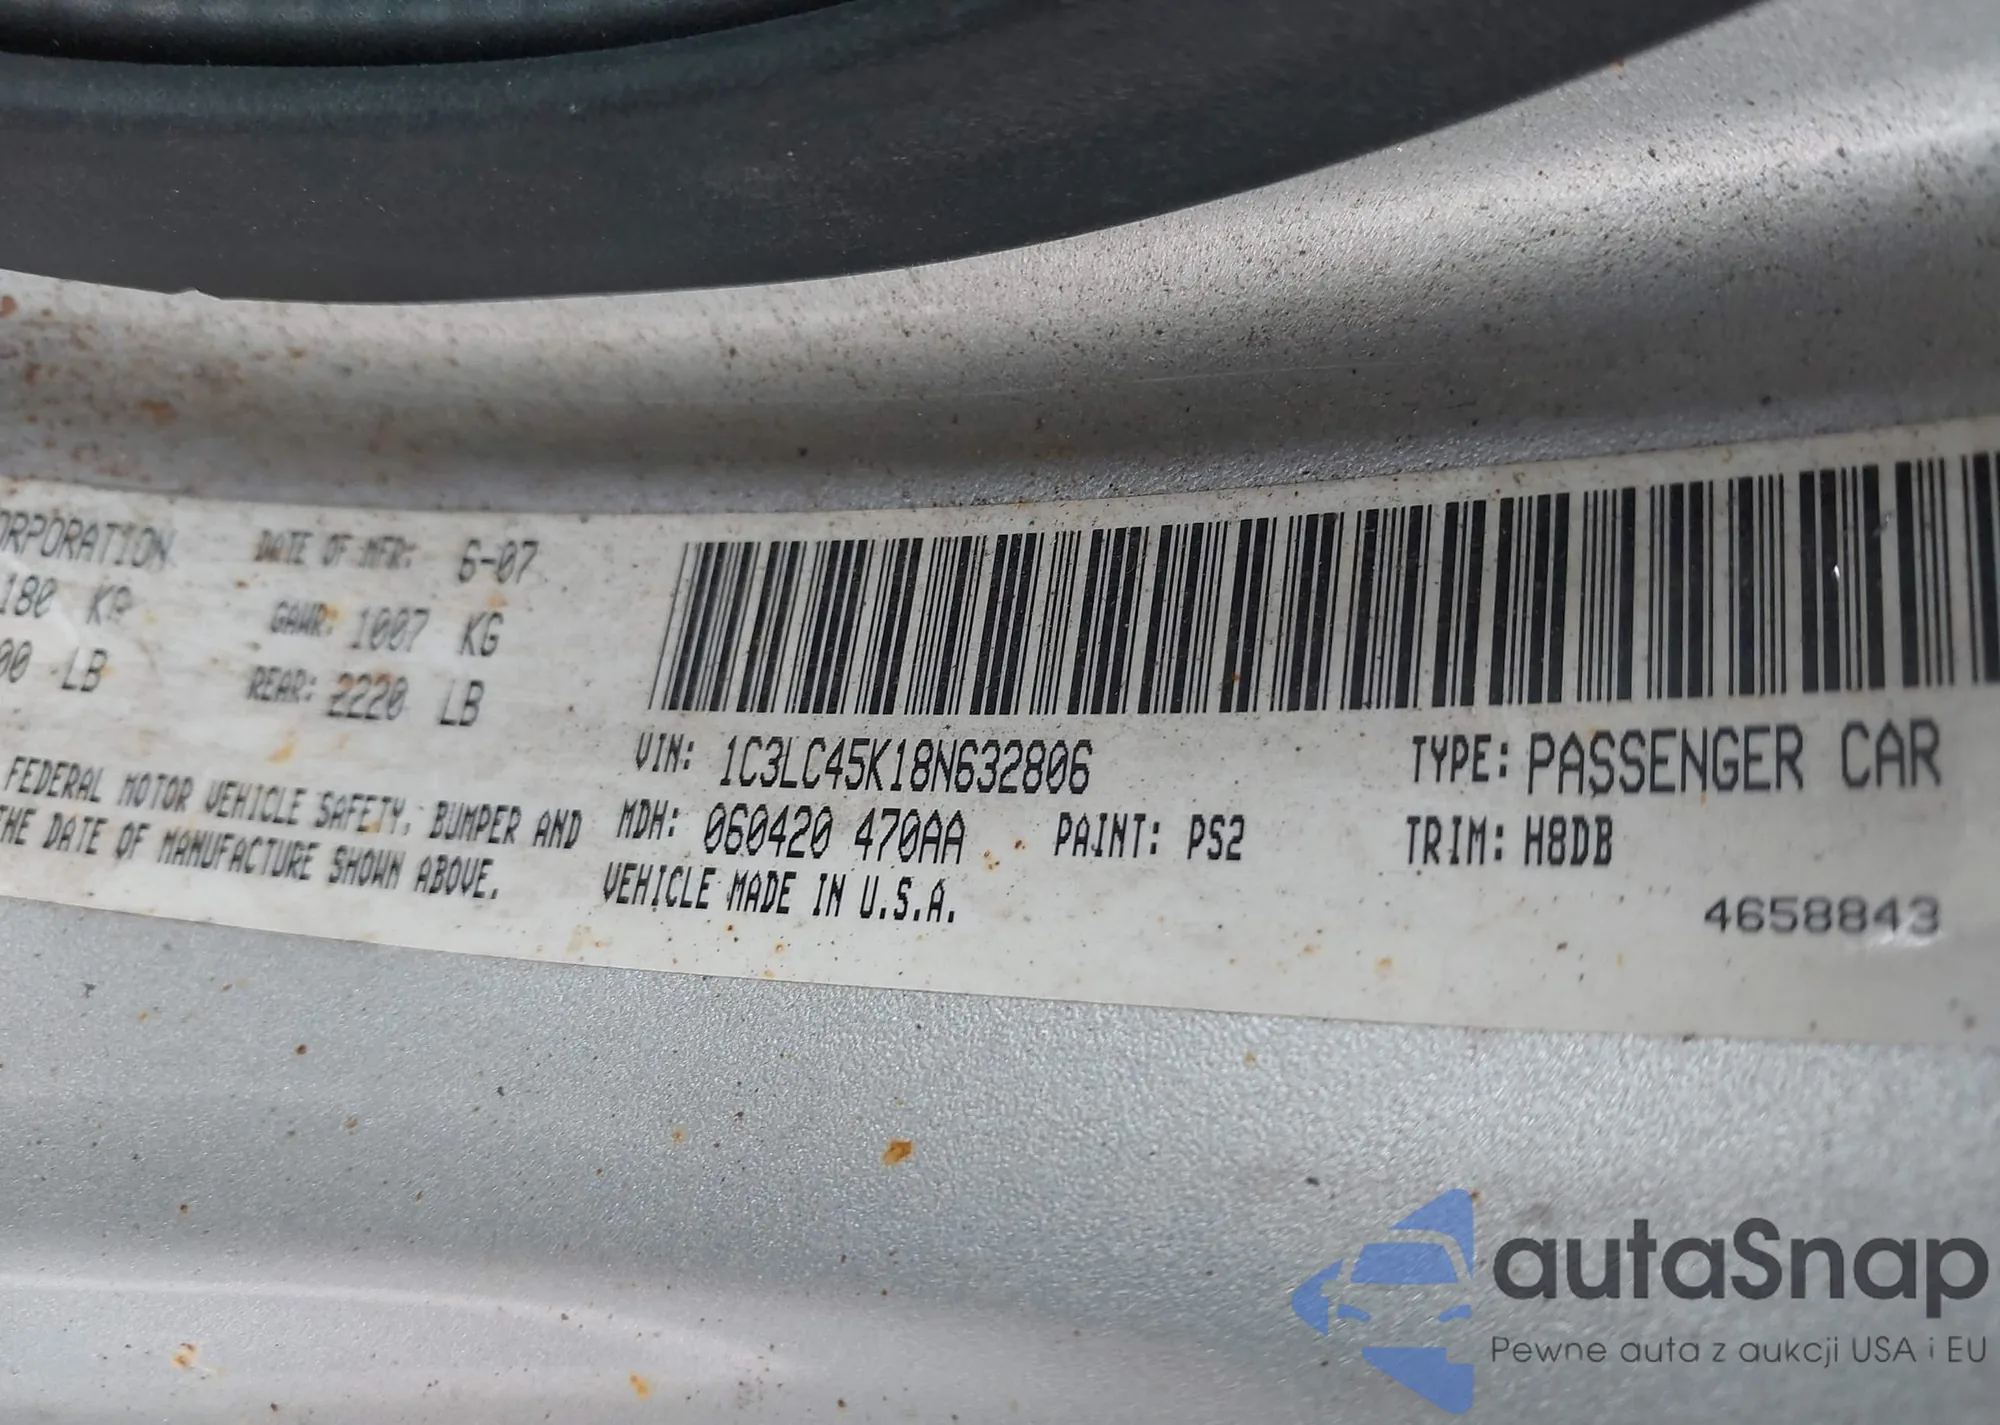 ORPORATION DATE OF MFR: 6-07
180 KG GAWR: 1007 KG
00 LB REAR: 2220 LB
VIN: 1C3LC45K18N632806 TYPE: PASSENGER CAR
FEDERAL MOTOR VEHICLE SAFETY, BUMPER AND MDH: 060420 470AA PAINT: PS2 TRIM: H8DB
THE DATE OF MANUFACTURE SHOWN ABOVE. VEHICLE MADE IN U.S.A.
4658843
autaSnap
Pewne auta z aukcji USA i EU